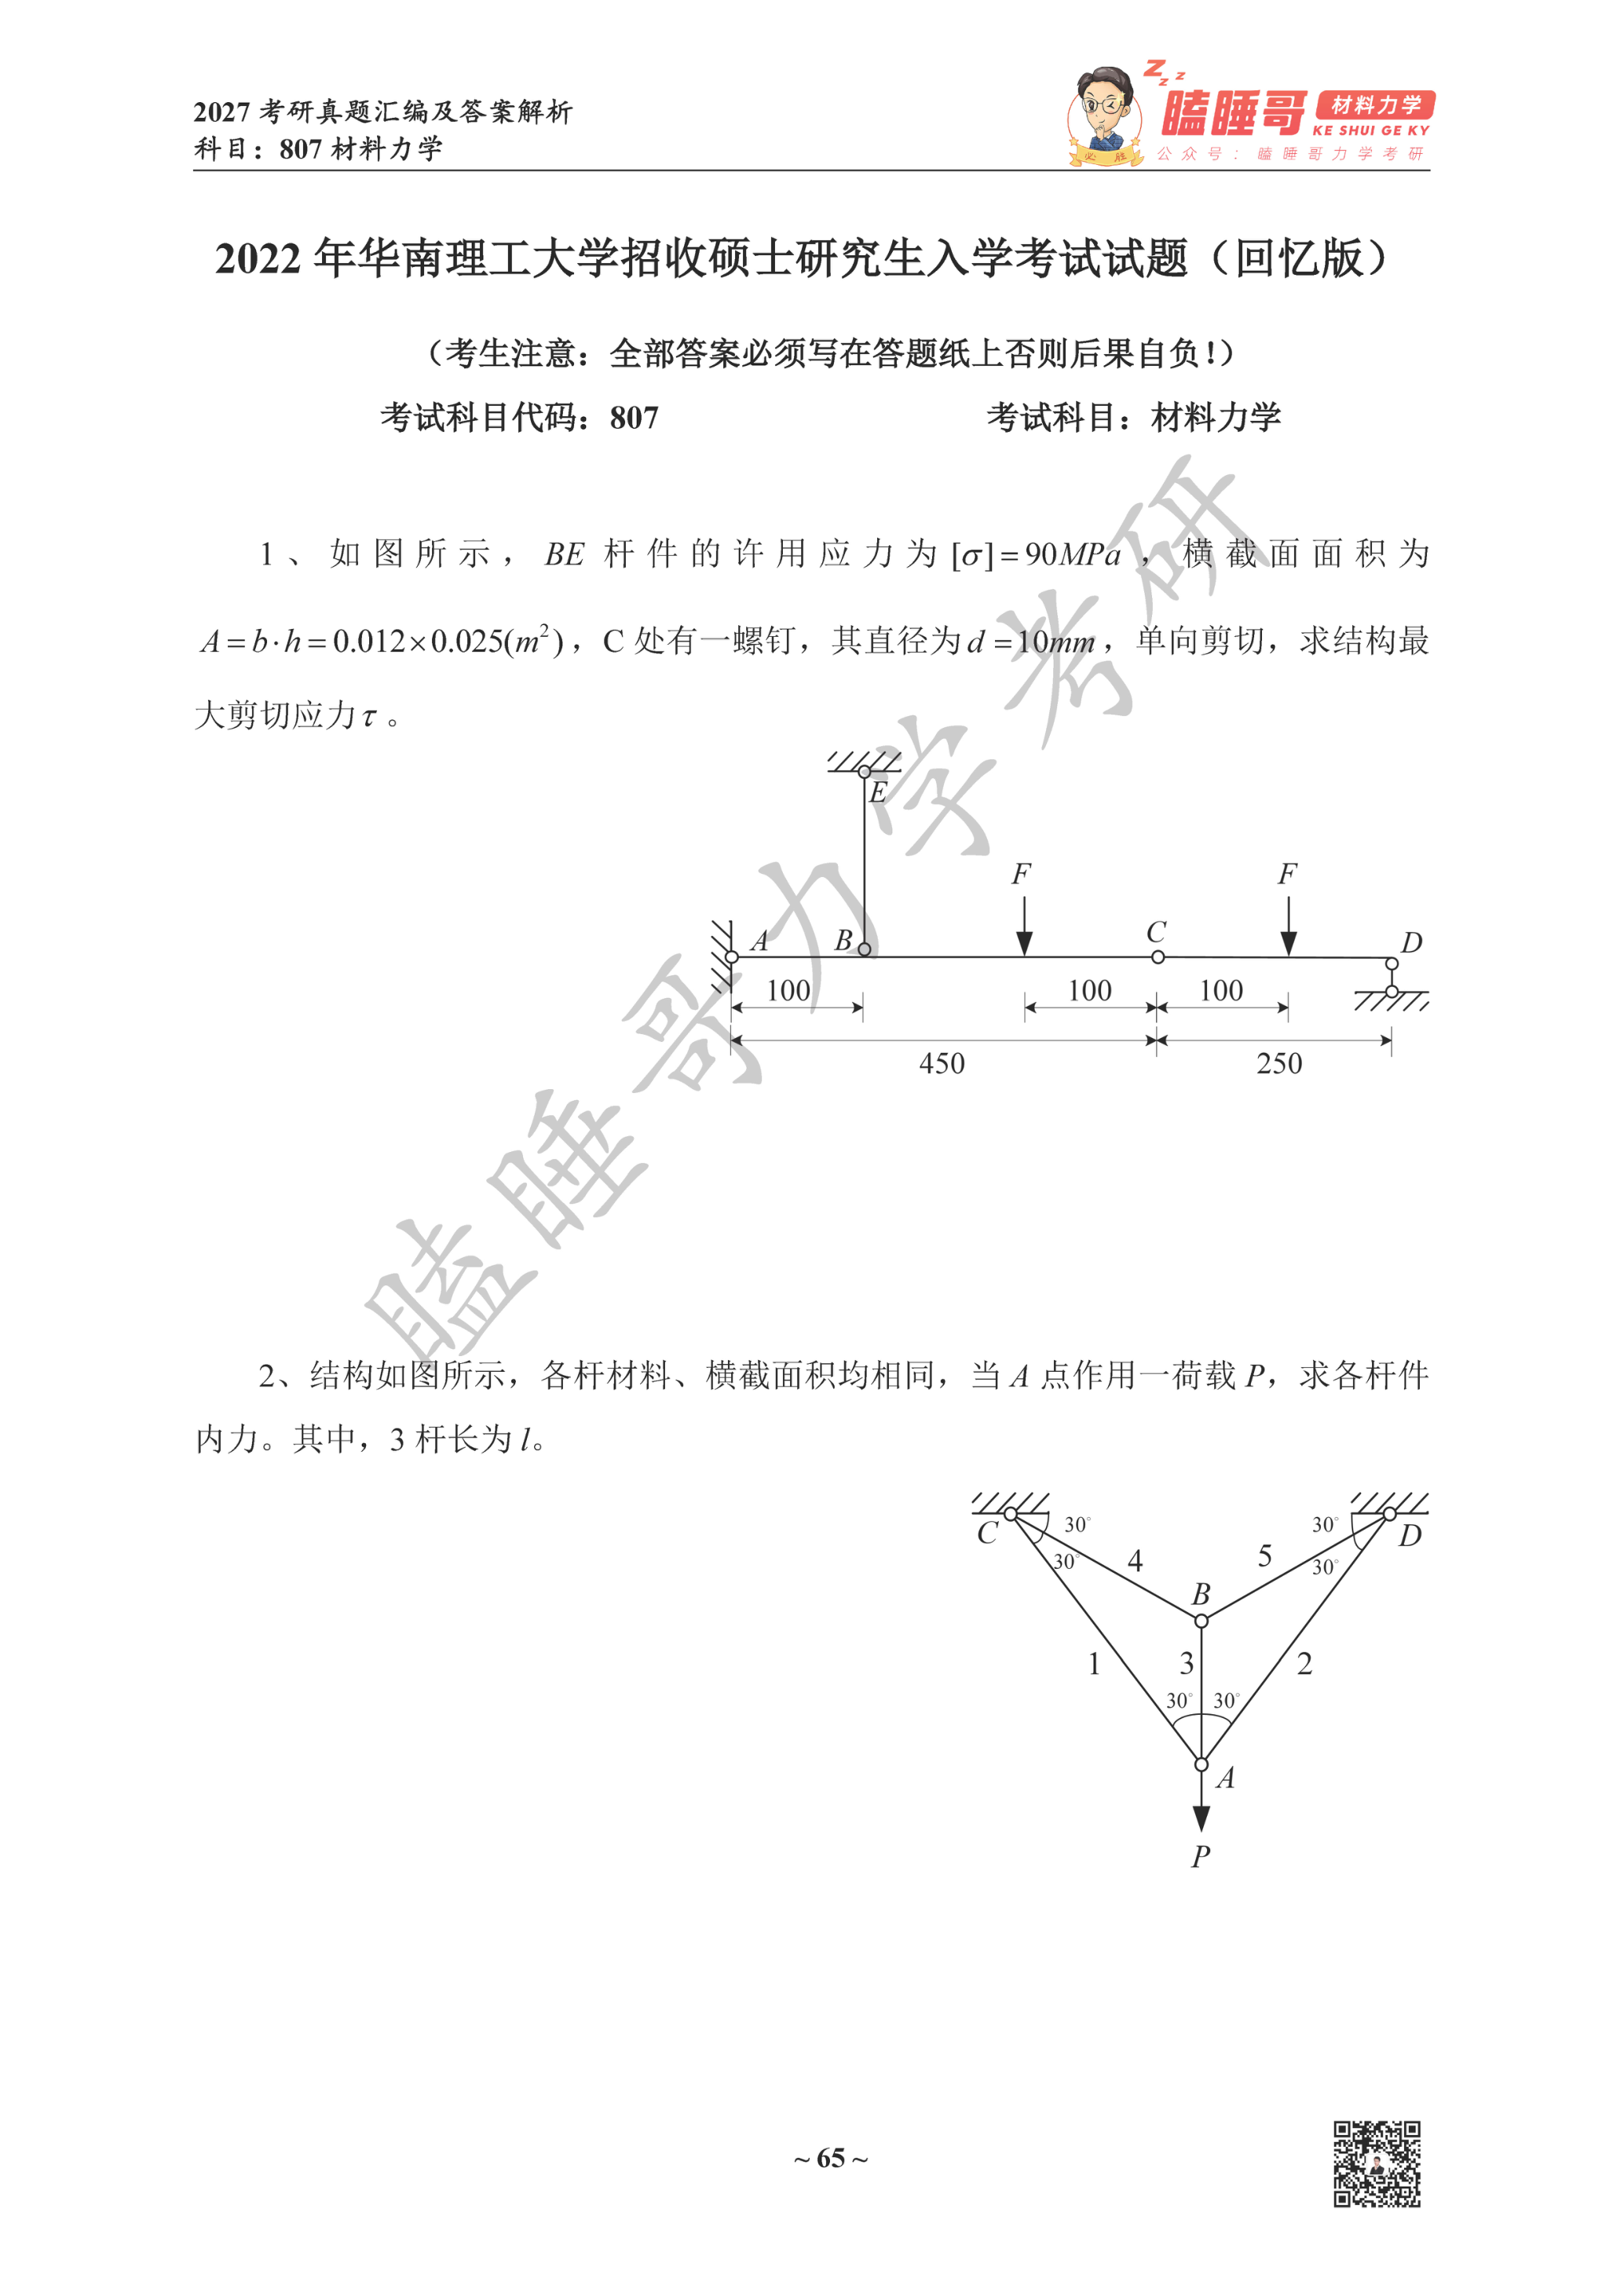 2027 考研真题汇编及答案解析
科目：807 材料力学
Z z z
瞌睡哥 材料力学
KE SHUI GE KY
公众号：瞌睡哥力学考研
必 胜
2022 年华南理工大学招收硕士研究生入学考试试题（回忆版）
（考生注意：全部答案必须写在答题纸上否则后果自负！）
考试科目代码：807 考试科目：材料力学
1、如图所示，BE 杆件的许用应力为[σ]=90MPa，横截面面积为
A=b·h=0.012×0.025(m²)，C 处有一螺钉，其直径为d=10mm，单向剪切，求结构最
大剪切应力τ。
E
F F
A B C D
100 100 100
450 250
2、结构如图所示，各杆材料、横截面积均相同，当 A 点作用一荷载 P，求各杆件
内力。其中，3 杆长为 l。
C 30° 30° D
30° 4 5 30°
B
1 3 2
30° 30°
A
P
瞌睡哥力学考研
~ 65 ~